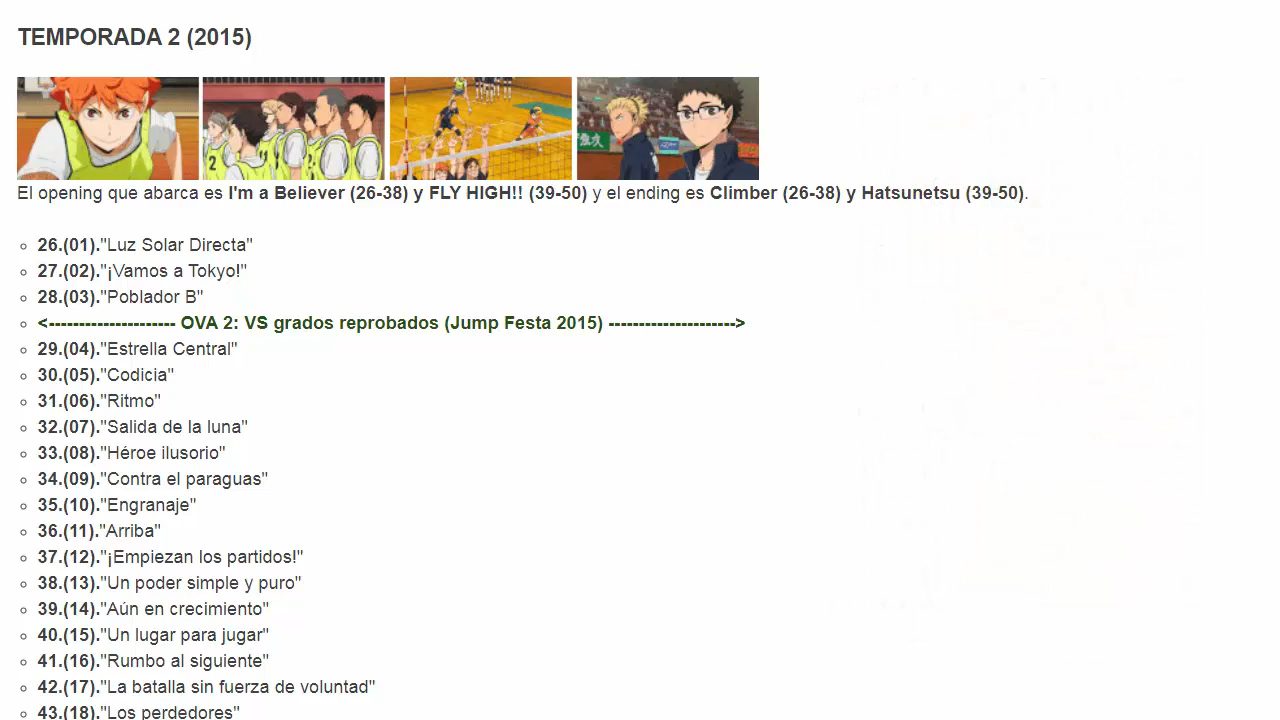 TEMPORADA 2 (2015)
El opening que abarca es I'm a Believer (26-38) y FLY HIGH!! (39-50) y el ending es Climber (26-38) y Hatsunetsu (39-50).
26.(01)."Luz Solar Directa"
27.(02)."¡Vamos a Tokyo!"
28.(03)."Poblador B"
<--------------------- OVA 2: VS grados reprobados (Jump Festa 2015) --------------------->
29.(04)."Estrella Central"
30.(05)."Codicia"
31.(06)."Ritmo"
32.(07)."Salida de la luna"
33.(08)."Héroe ilusorio"
34.(09)."Contra el paraguas"
35.(10)."Engranaje"
36.(11)."Arriba"
37.(12)."¡Empiezan los partidos!"
38.(13)."Un poder simple y puro"
39.(14)."Aún en crecimiento"
40.(15)."Un lugar para jugar"
41.(16)."Rumbo al siguiente"
42.(17)."La batalla sin fuerza de voluntad"
43.(18)."Los perdedores"